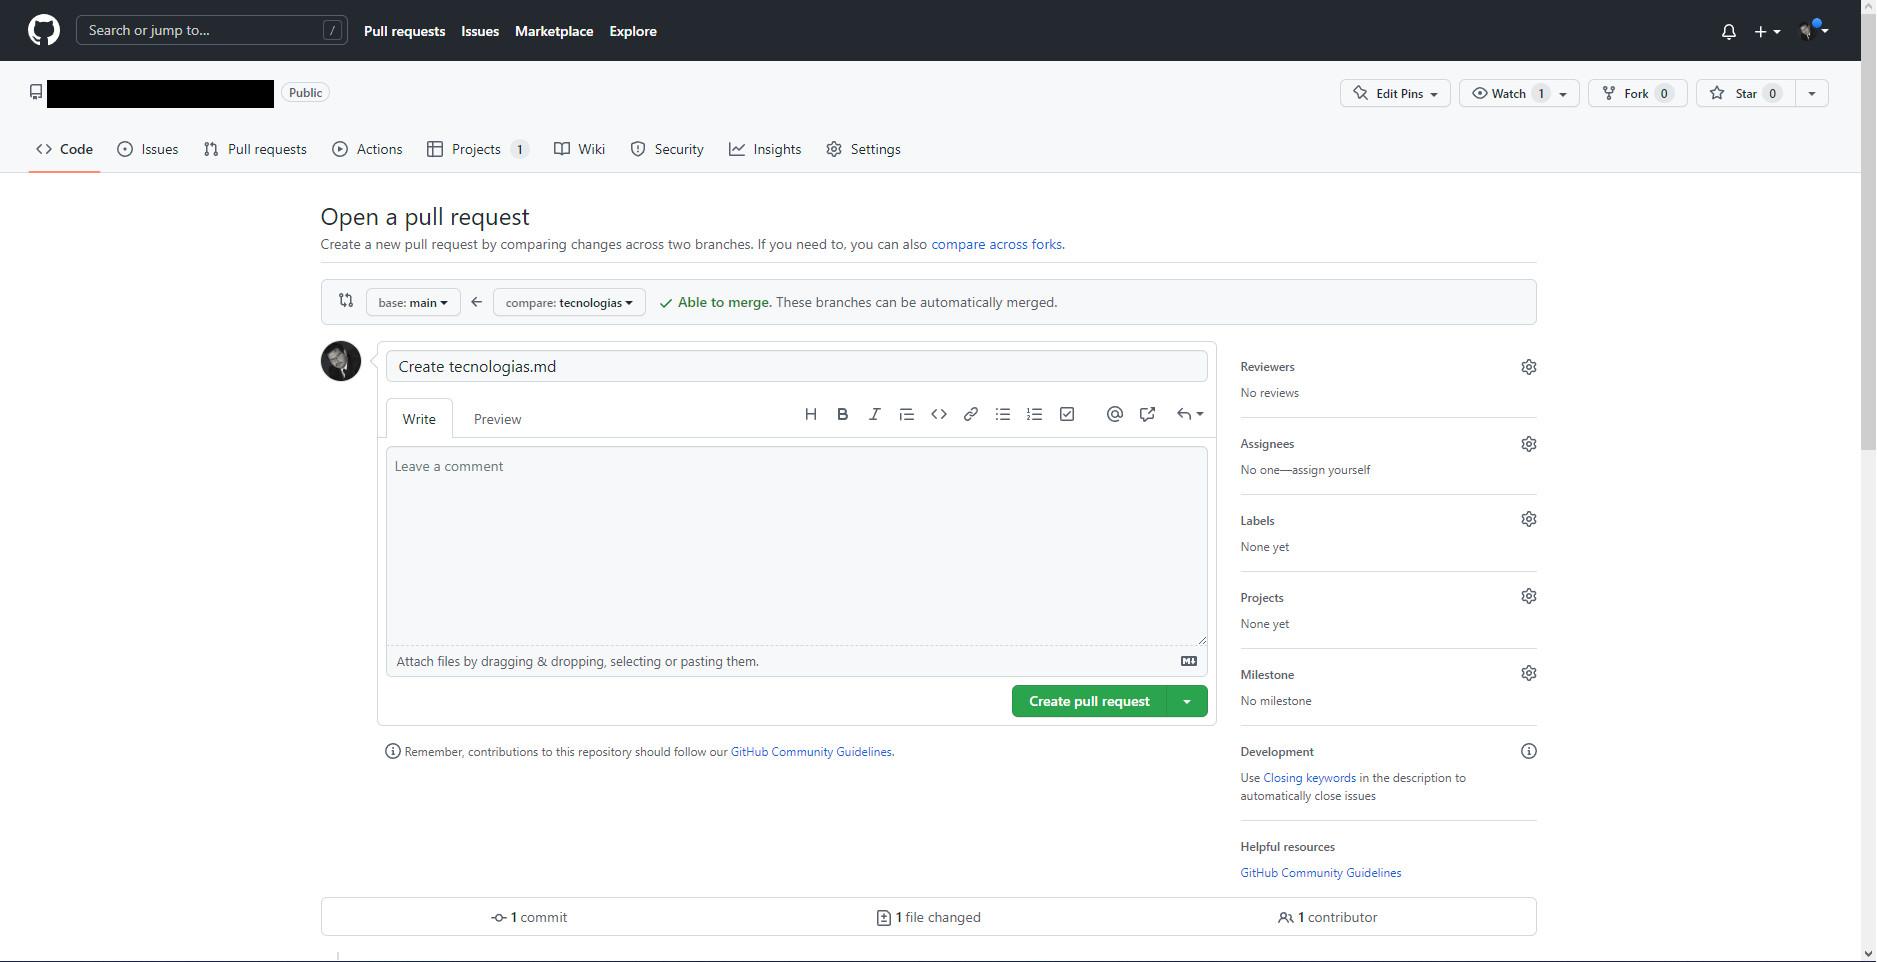 Search or jump to... /
Pull requests Issues Marketplace Explore
Public
Edit Pins
Watch 1
Fork 0
Star 0
Code
Issues
Pull requests
Actions
Projects 1
Wiki
Security
Insights
Settings
Open a pull request
Create a new pull request by comparing changes across two branches. If you need to, you can also compare across forks.
base: main
compare: tecnologias
Able to merge. These branches can be automatically merged.
Create tecnologias.md
Write
Preview
H B I
Leave a comment
Attach files by dragging & dropping, selecting or pasting them.
Create pull request
Remember, contributions to this repository should follow our GitHub Community Guidelines.
Reviewers
No reviews
Assignees
No one—assign yourself
Labels
None yet
Projects
None yet
Milestone
No milestone
Development
Use Closing keywords in the description to
automatically close issues
Helpful resources
GitHub Community Guidelines
1 commit
1 file changed
1 contributor